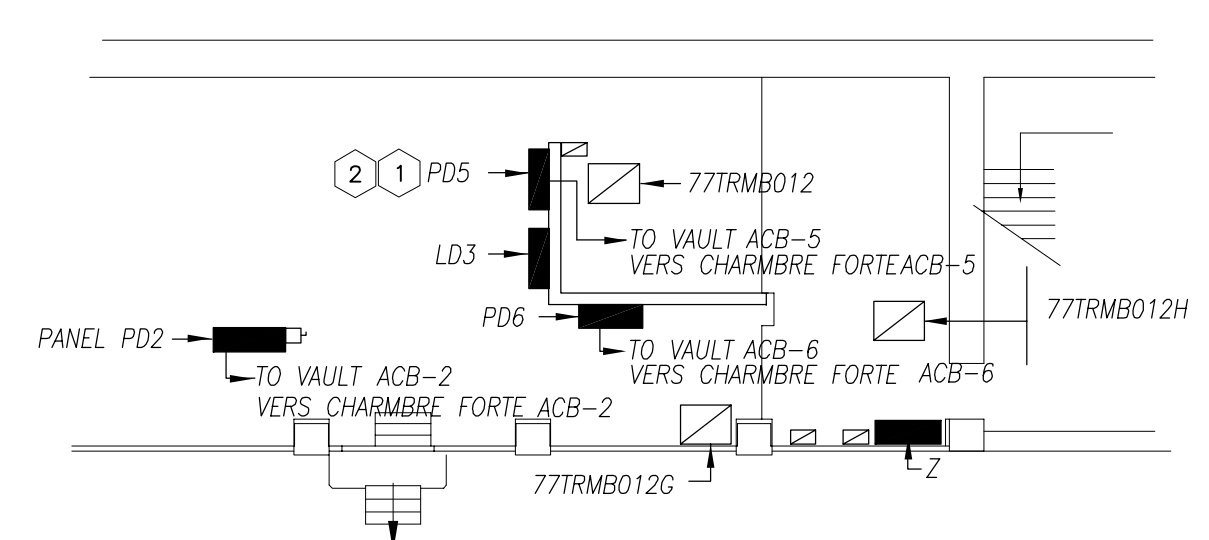 2 1 PD5
77TRMB012
TO VAULT ACB-5
VERS CHARMBRE FORTEACB-5
LD3
PD6
77TRMB012H
PANEL PD2
TO VAULT ACB-6
VERS CHARMBRE FORTE ACB-6
TO VAULT ACB-2
VERS CHARMBRE FORTE ACB-2
77TRMB012G
Z